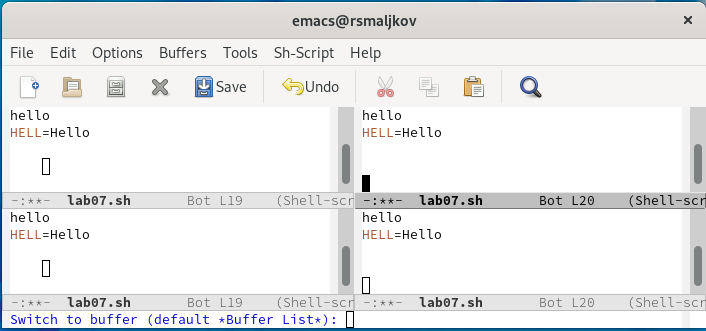 emacs@rsmaljkov ×
File Edit Options Buffers Tools Sh-Script Help
Save Undo
hello
HELL=Hello
-:**- lab07.sh Bot L19 (Shell-scr
hello
HELL=Hello
-:**- lab07.sh Bot L20 (Shell-scr
hello
HELL=Hello
-:**- lab07.sh Bot L19 (Shell-scr
hello
HELL=Hello
-:**- lab07.sh Bot L20 (Shell-scr
Switch to buffer (default *Buffer List*):